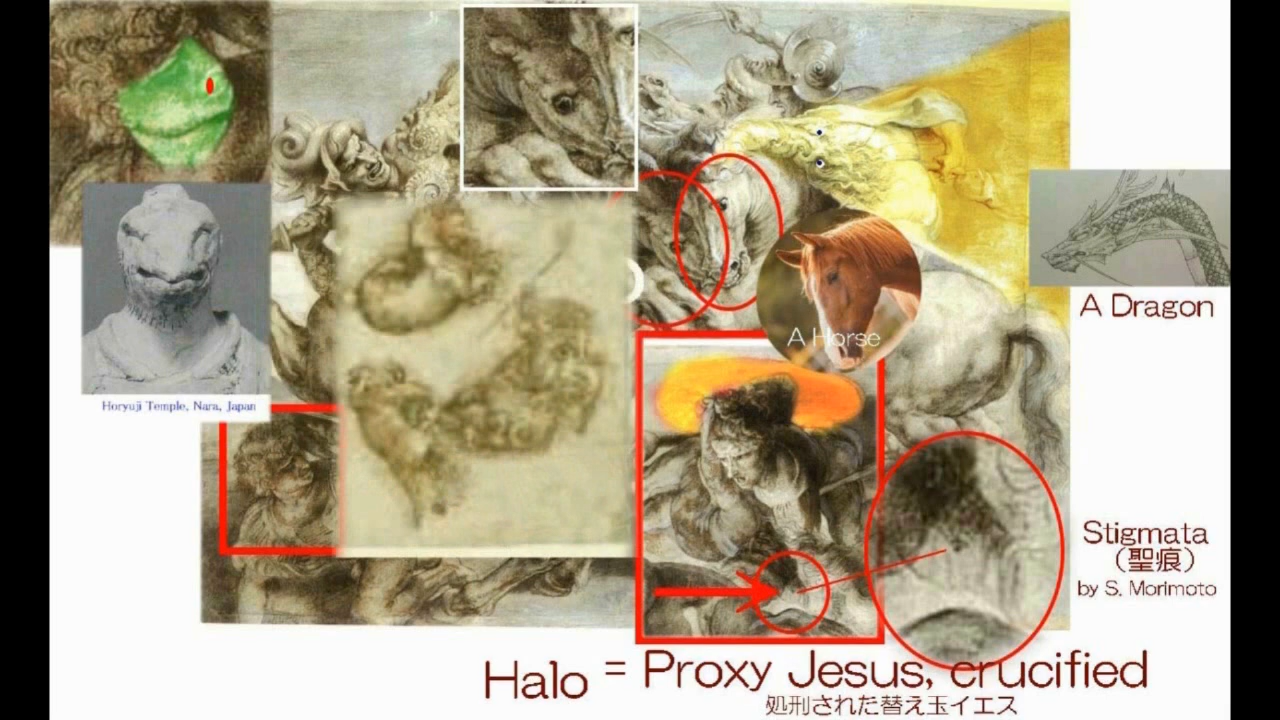 A Horse
A Dragon
Horyuji Temple, Nara, Japan
Stigmata
(聖痕)
by S. Morimoto
Halo = Proxy Jesus, crucified
処刑された替え玉イエス